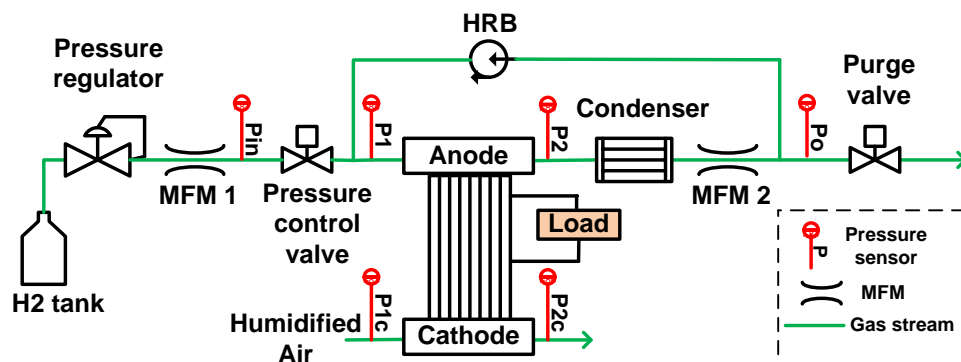 HRB
Pressure
regulator
Purge
valve
Condenser
Pin
P1
P2
Po
Anode
MFM 1
Pressure
control
valve
MFM 2
Load
H2 tank
P1c
P2c
Humidified
Air
Cathode
P
Pressure
sensor
MFM
Gas stream